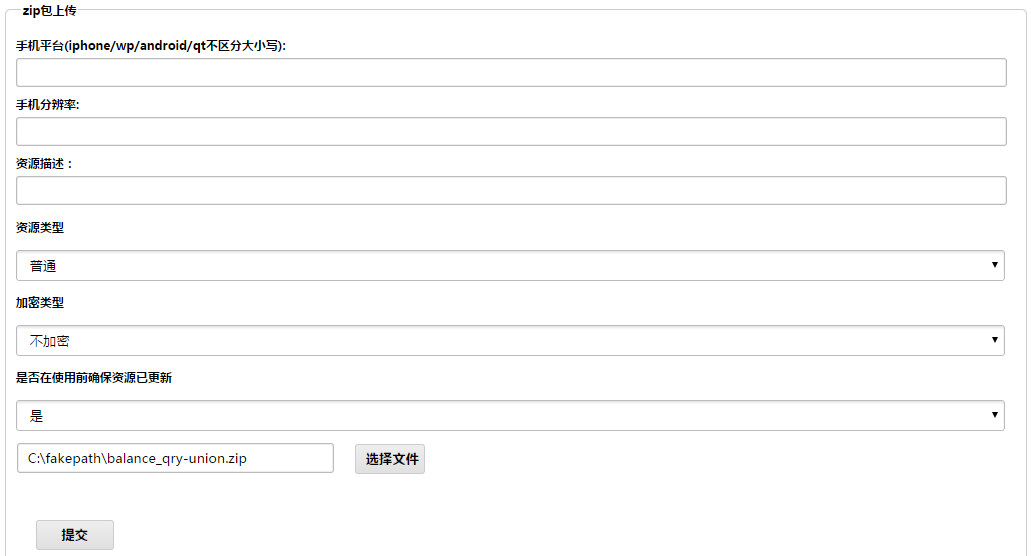 zip包上传
手机平台(iphone/wp/android/qt不区分大小写):
手机分辨率:
资源描述：
资源类型
普通
加密类型
不加密
是否在使用前确保资源已更新
是
C:\fakepath\balance_qry-union.zip
选择文件
提交